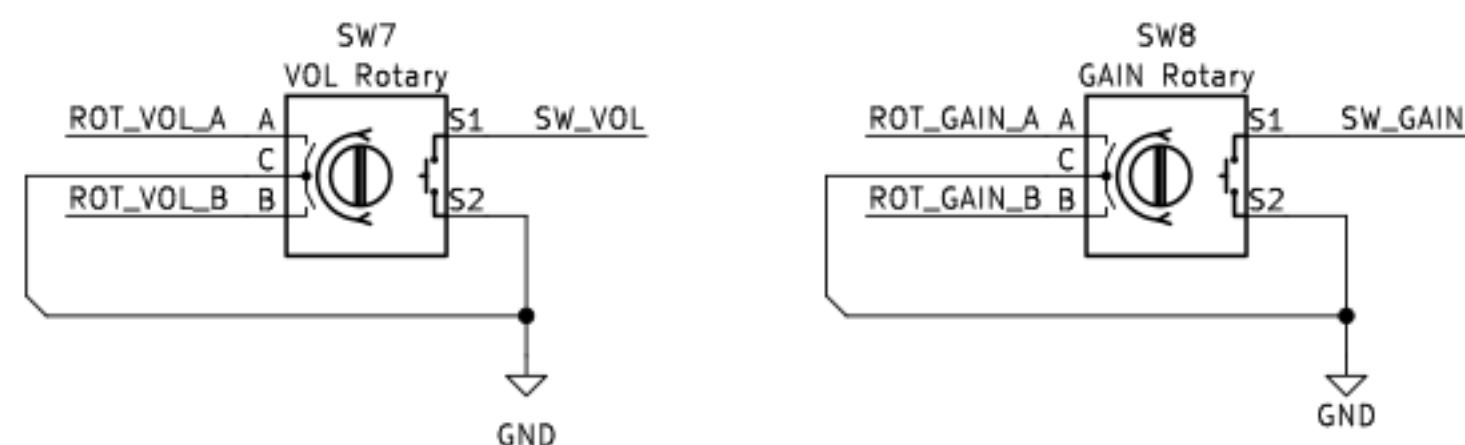 SW7
VOL Rotary
ROT_VOL_A A S1 SW_VOL
C
ROT_VOL_B B S2
GND
SW8
GAIN Rotary
ROT_GAIN_A A S1 SW_GAIN
C
ROT_GAIN_B B S2
GND